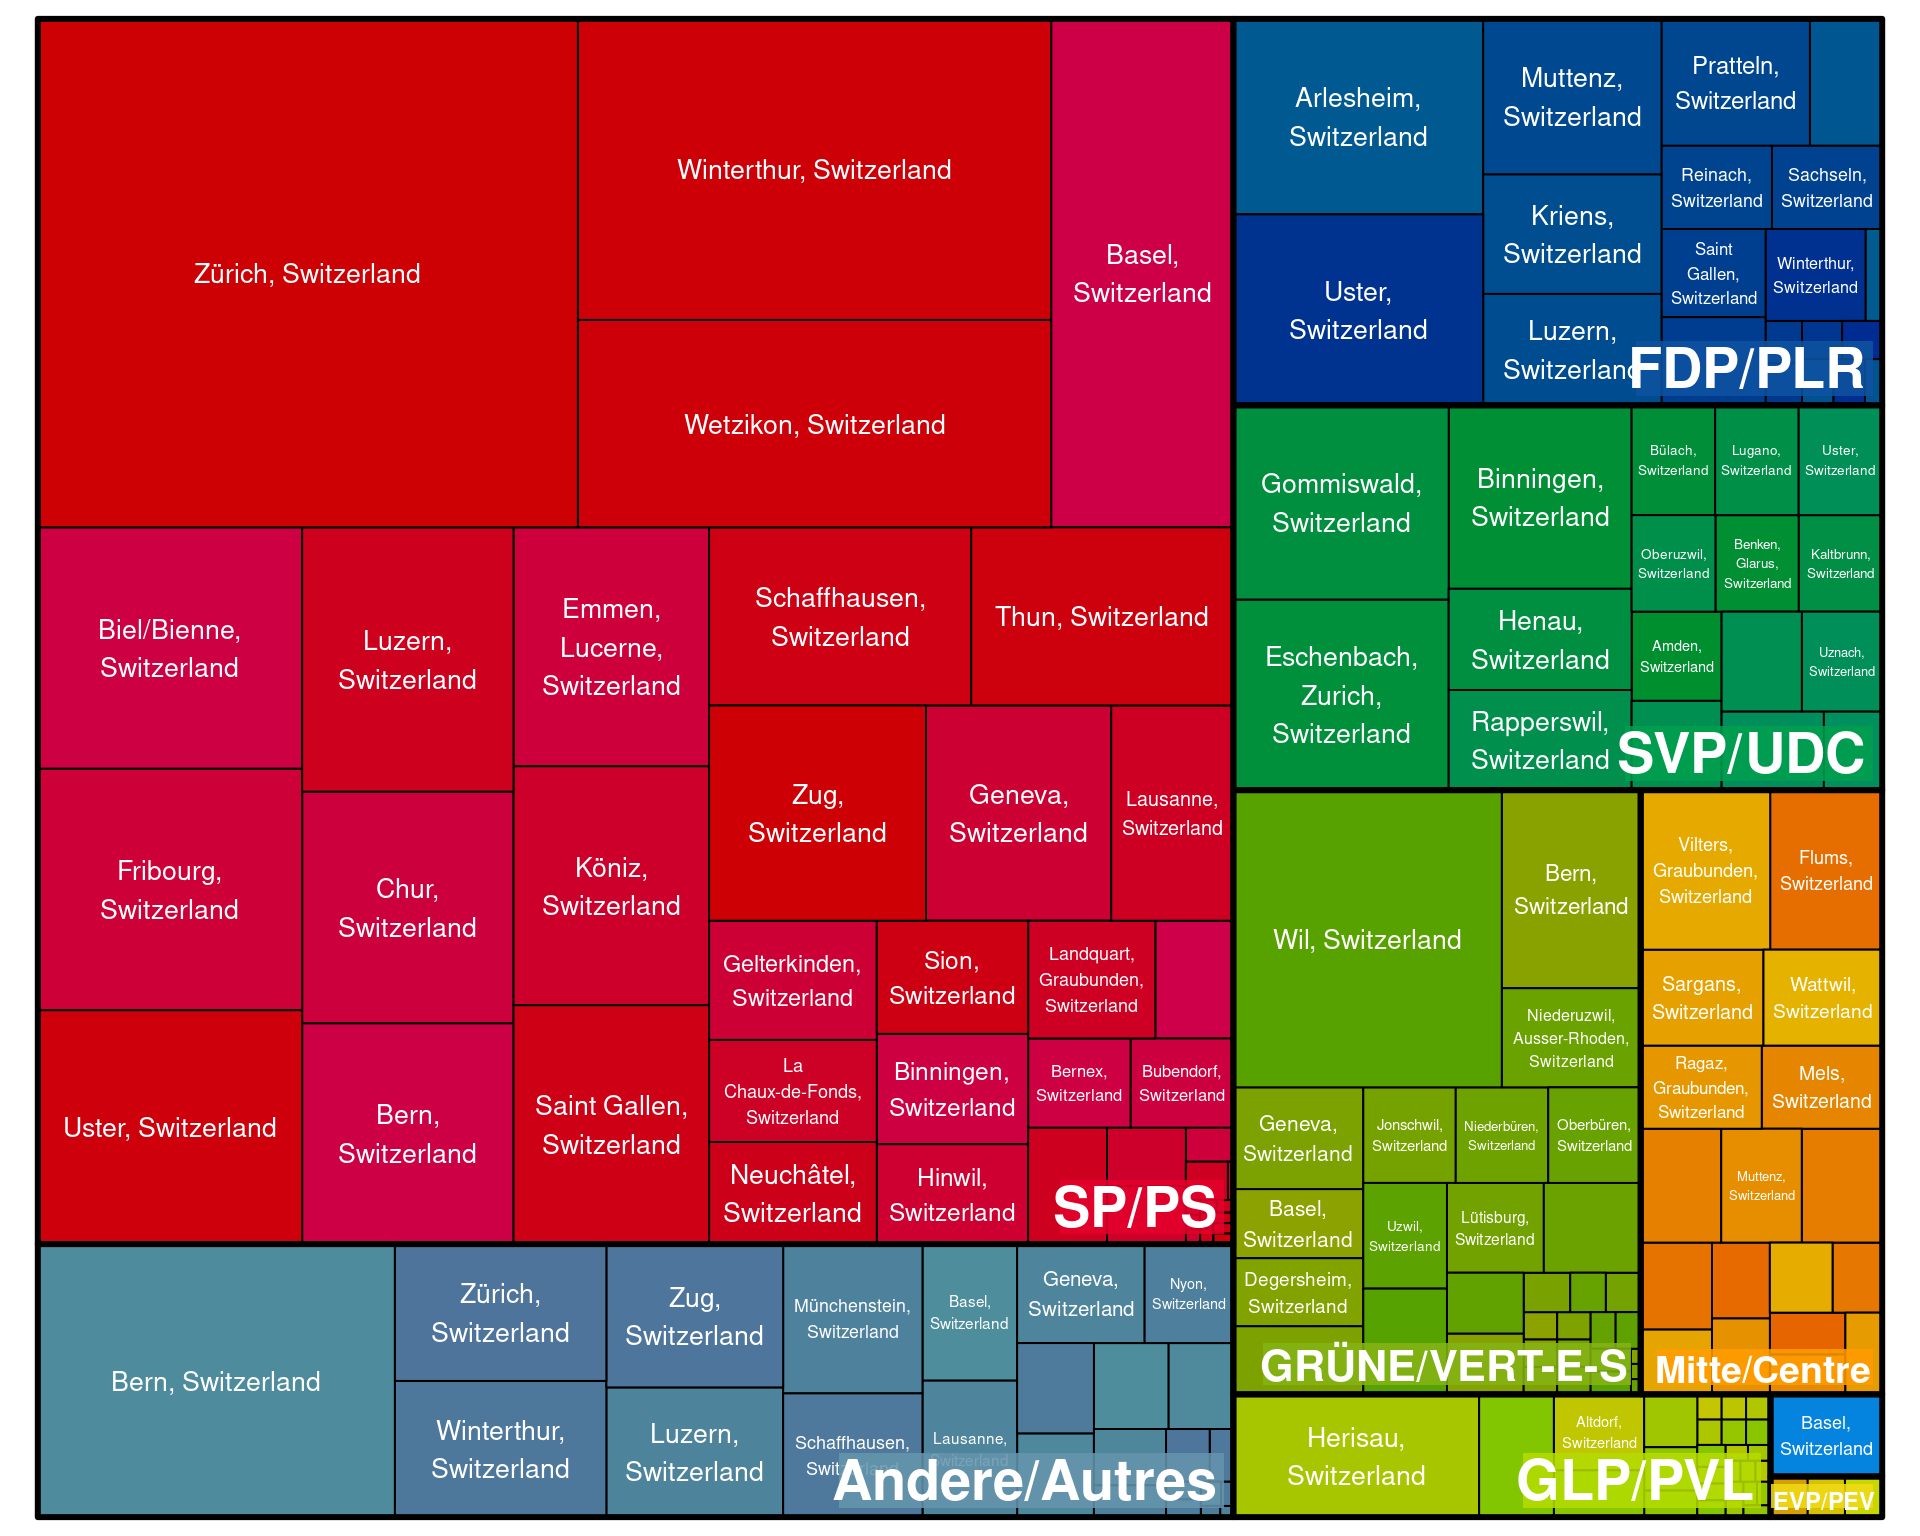 Zürich, Switzerland
Winterthur, Switzerland
Wetzikon, Switzerland
Basel,
Switzerland
Biel/Bienne,
Switzerland
Fribourg,
Switzerland
Uster, Switzerland
Luzern,
Switzerland
Chur,
Switzerland
Bern,
Switzerland
Emmen,
Lucerne,
Switzerland
Köniz,
Switzerland
Saint Gallen,
Switzerland
Schaffhausen,
Switzerland
Thun, Switzerland
Zug,
Switzerland
Geneva,
Switzerland
Lausanne,
Switzerland
Gelterkinden,
Switzerland
La
Chaux-de-Fonds,
Switzerland
Neuchâtel,
Switzerland
Sion,
Switzerland
Binningen,
Switzerland
Hinwil,
Switzerland
Landquart,
Graubunden,
Switzerland
Bernex,
Switzerland
Bubendorf,
Switzerland
SP/PS
Bern, Switzerland
Zürich,
Switzerland
Winterthur,
Switzerland
Zug,
Switzerland
Luzern,
Switzerland
Münchenstein,
Switzerland
Schaffhausen,
Switzerland
Basel,
Switzerland
Lausanne,
Switzerland
Geneva,
Switzerland
Nyon,
Switzerland
Andere/Autres
Arlesheim,
Switzerland
Uster,
Switzerland
Muttenz,
Switzerland
Kriens,
Switzerland
Luzern,
Switzerland
Pratteln,
Switzerland
Reinach,
Switzerland
Sachseln,
Switzerland
Saint
Gallen,
Switzerland
Winterthur,
Switzerland
FDP/PLR
Gommiswald,
Switzerland
Eschenbach,
Zurich,
Switzerland
Binningen,
Switzerland
Henau,
Switzerland
Rapperswil,
Switzerland
Bülach,
Switzerland
Lugano,
Switzerland
Uster,
Switzerland
Oberuzwil,
Switzerland
Benken,
Glarus,
Switzerland
Kaltbrunn,
Switzerland
Amden,
Switzerland
Uznach,
Switzerland
SVP/UDC
Wil, Switzerland
Bern,
Switzerland
Niederuzwil,
Ausser-Rhoden,
Switzerland
Geneva,
Switzerland
Basel,
Switzerland
Degersheim,
Switzerland
Jonschwil,
Switzerland
Niederbüren,
Switzerland
Oberbüren,
Switzerland
Uzwil,
Switzerland
Lütisburg,
Switzerland
GRÜNE/VERT-E-S
Vilters,
Graubunden,
Switzerland
Flums,
Switzerland
Sargans,
Switzerland
Wattwil,
Switzerland
Ragaz,
Graubunden,
Switzerland
Mels,
Switzerland
Muttenz,
Switzerland
Mitte/Centre
Herisau,
Switzerland
Altdorf,
Switzerland
GLP/PVL
Basel,
Switzerland
EVP/PEV